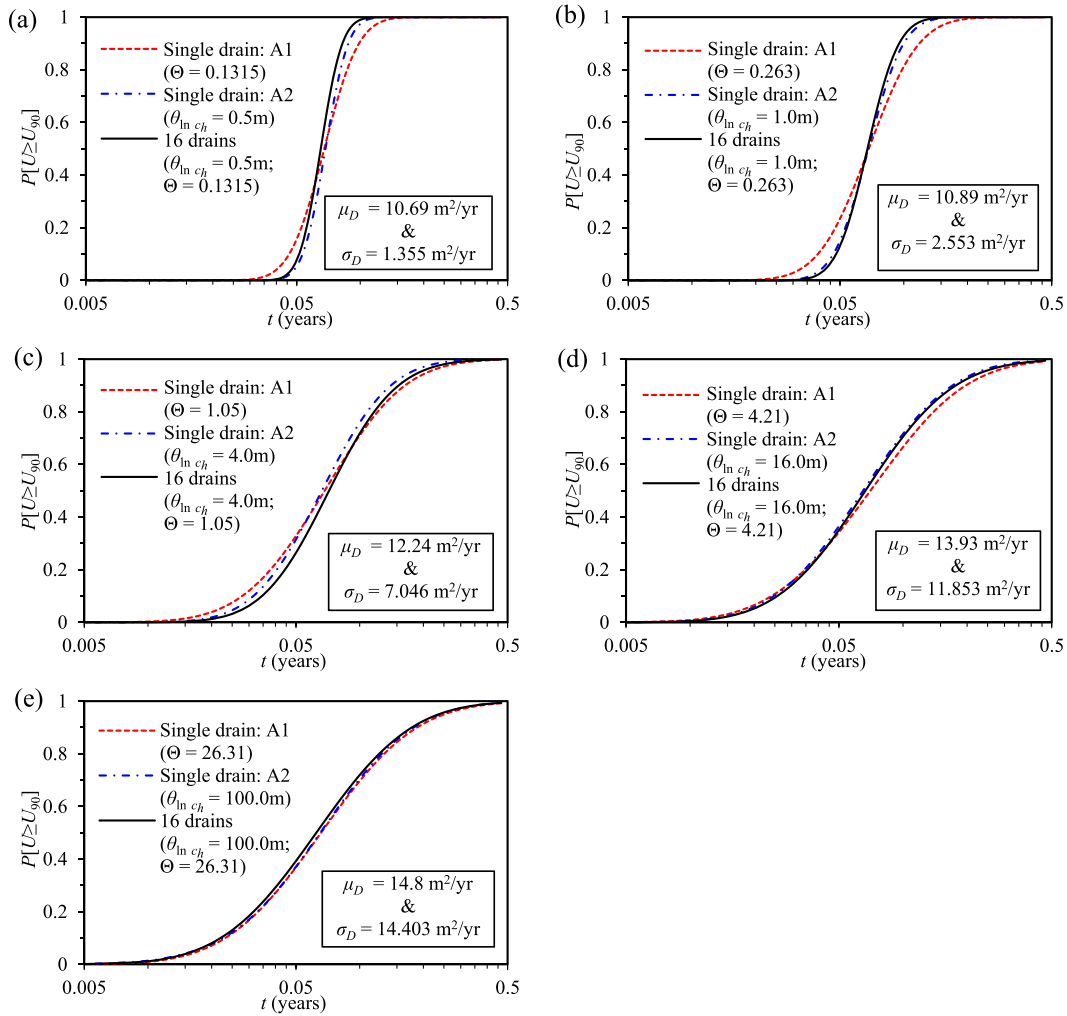 (a)
P[U≥U90]
1
0.8
0.6
0.4
0.2
0
Single drain: A1
(Θ = 0.1315)
Single drain: A2
(θln ch = 0.5m)
16 drains
(θln ch = 0.5m;
Θ = 0.1315)
μD = 10.69 m²/yr
&
σD = 1.355 m²/yr
0.005 0.05 0.5
t (years)
(b)
P[U≥U90]
1
0.8
0.6
0.4
0.2
0
Single drain: A1
(Θ = 0.263)
Single drain: A2
(θln ch = 1.0m)
16 drains
(θln ch = 1.0m;
Θ = 0.263)
μD = 10.89 m²/yr
&
σD = 2.553 m²/yr
0.005 0.05 0.5
t (years)
(c)
P[U≥U90]
1
0.8
0.6
0.4
0.2
0
Single drain: A1
(Θ = 1.05)
Single drain: A2
(θln ch = 4.0m)
16 drains
(θln ch = 4.0m;
Θ = 1.05)
μD = 12.24 m²/yr
&
σD = 7.046 m²/yr
0.005 0.05 0.5
t (years)
(d)
P[U≥U90]
1
0.8
0.6
0.4
0.2
0
Single drain: A1
(Θ = 4.21)
Single drain: A2
(θln ch = 16.0m)
16 drains
(θln ch = 16.0m;
Θ = 4.21)
μD = 13.93 m²/yr
&
σD = 11.853 m²/yr
0.005 0.05 0.5
t (years)
(e)
P[U≥U90]
1
0.8
0.6
0.4
0.2
0
Single drain: A1
(Θ = 26.31)
Single drain: A2
(θln ch = 100.0m)
16 drains
(θln ch = 100.0m;
Θ = 26.31)
μD = 14.8 m²/yr
&
σD = 14.403 m²/yr
0.005 0.05 0.5
t (years)